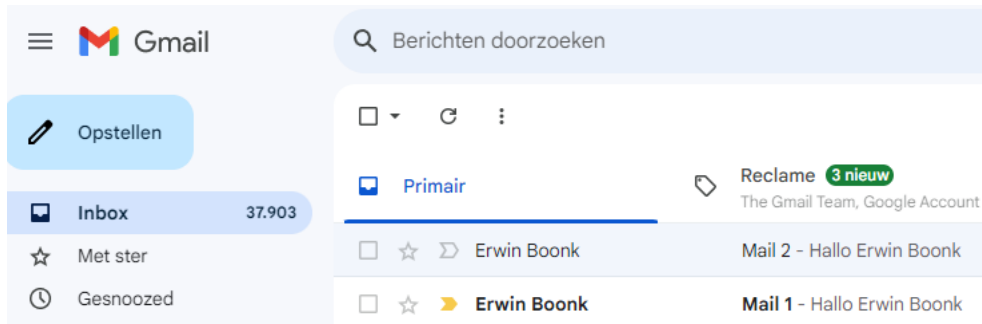 Gmail
Berichten doorzoeken
Opstellen
Primair
Reclame 3 nieuw
The Gmail Team, Google Account
Inbox 37.903
Met ster
Gesnoozed
Erwin Boonk Mail 2 - Hallo Erwin Boonk
Erwin Boonk Mail 1 - Hallo Erwin Boonk